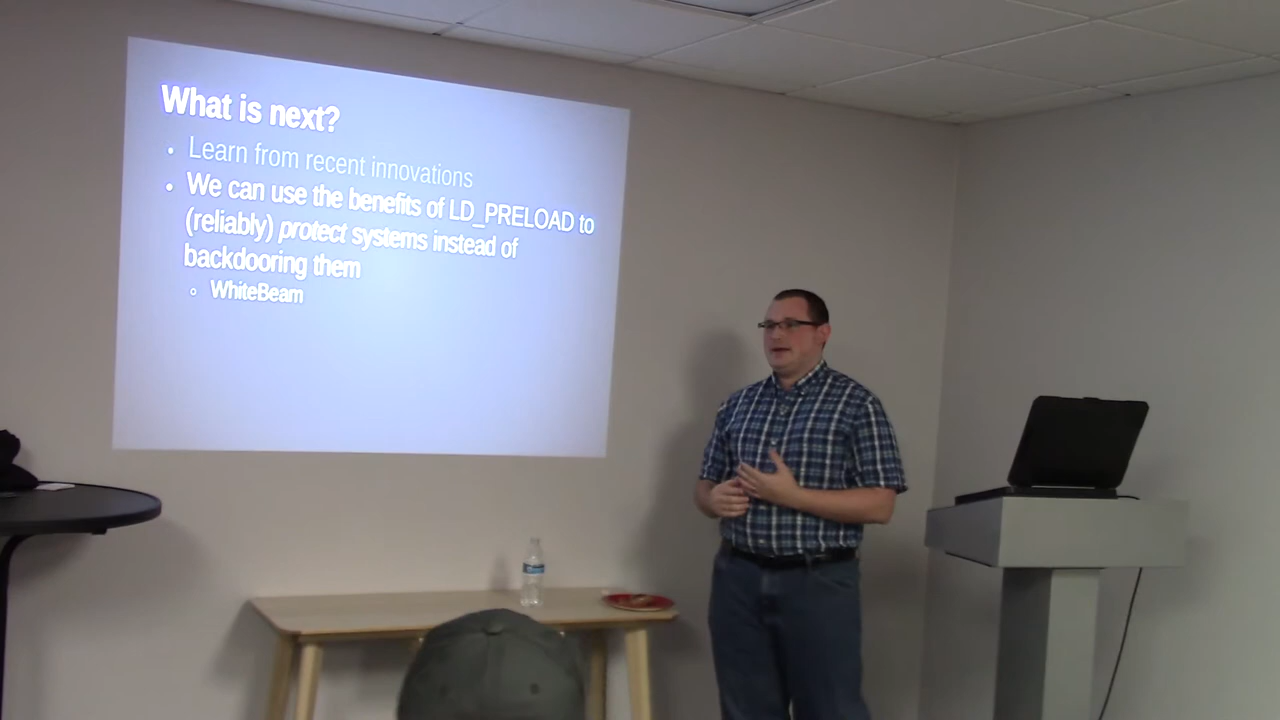 What is next?
• Learn from recent innovations
• We can use the benefits of LD_PRELOAD to
(reliably) protect systems instead of
backdooring them
○ WhiteBeam